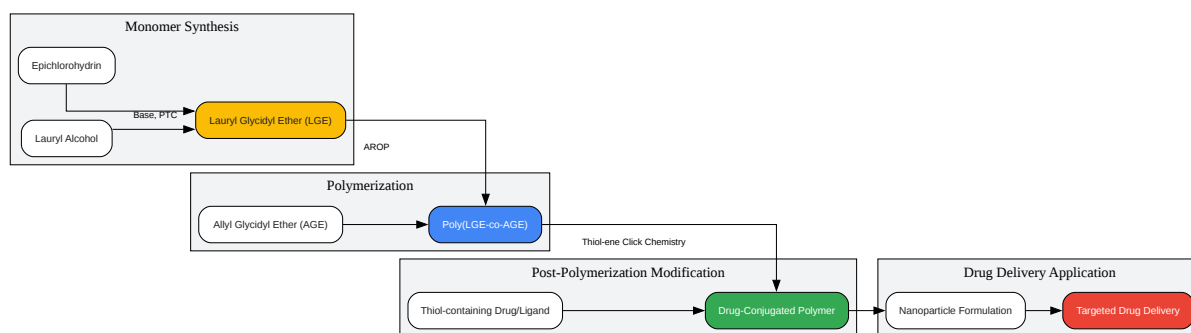 Monomer Synthesis
Epichlorohydrin
Base, PTC
Lauryl Glycidyl Ether (LGE)
Lauryl Alcohol
AROP
Polymerization
Allyl Glycidyl Ether (AGE)
Poly(LGE-co-AGE)
Thiol-ene Click Chemistry
Post-Polymerization Modification
Thiol-containing Drug/Ligand
Drug-Conjugated Polymer
Drug Delivery Application
Nanoparticle Formulation
Targeted Drug Delivery